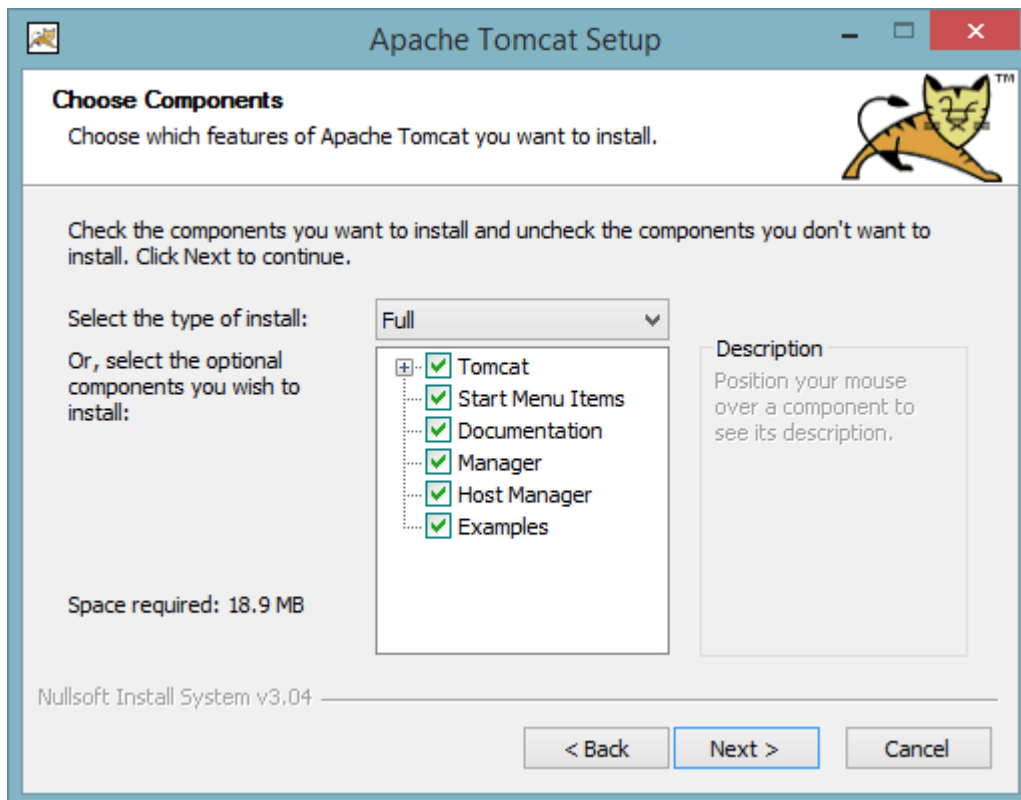 Apache Tomcat Setup
Choose Components
Choose which features of Apache Tomcat you want to install.
TM
Check the components you want to install and uncheck the components you don't want to
install. Click Next to continue.
Select the type of install:
Full
Or, select the optional
components you wish to
install:
Tomcat
Start Menu Items
Documentation
Manager
Host Manager
Examples
Description
Position your mouse
over a component to
see its description.
Space required: 18.9 MB
Nullsoft Install System v3.04
< Back
Next >
Cancel